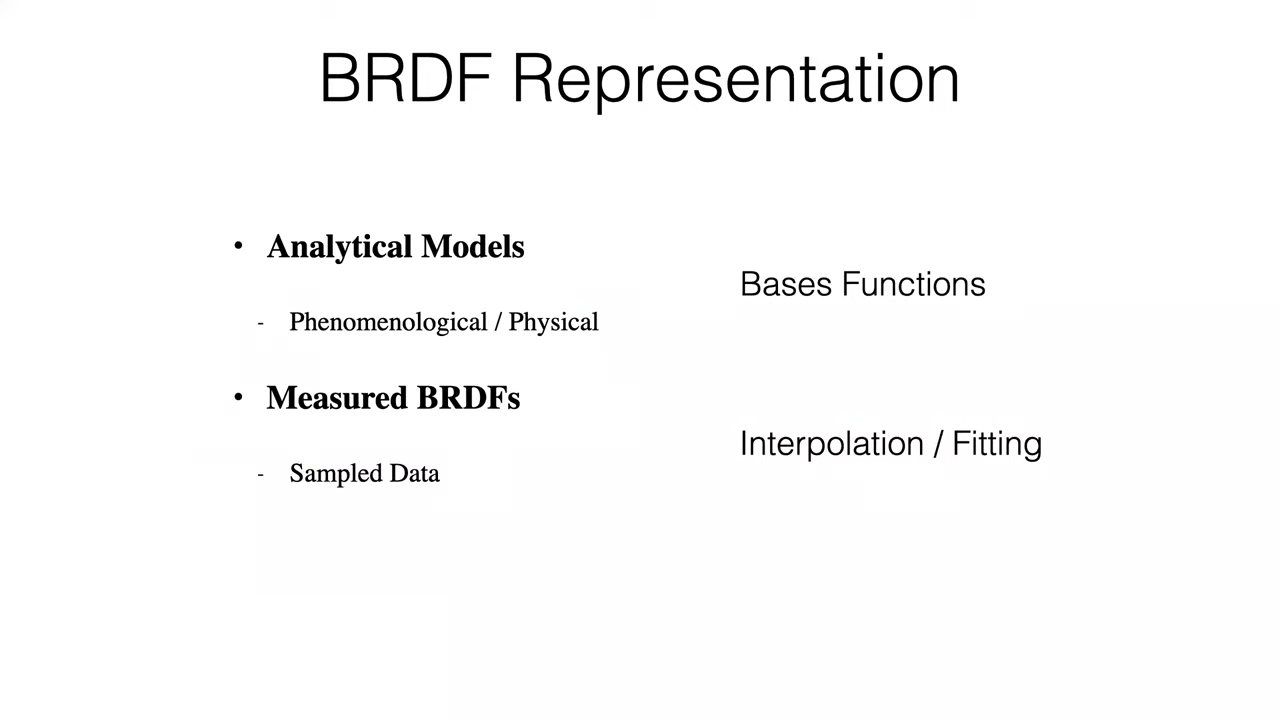 BRDF Representation
• Analytical Models
Bases Functions
- Phenomenological / Physical
• Measured BRDFs
Interpolation / Fitting
- Sampled Data